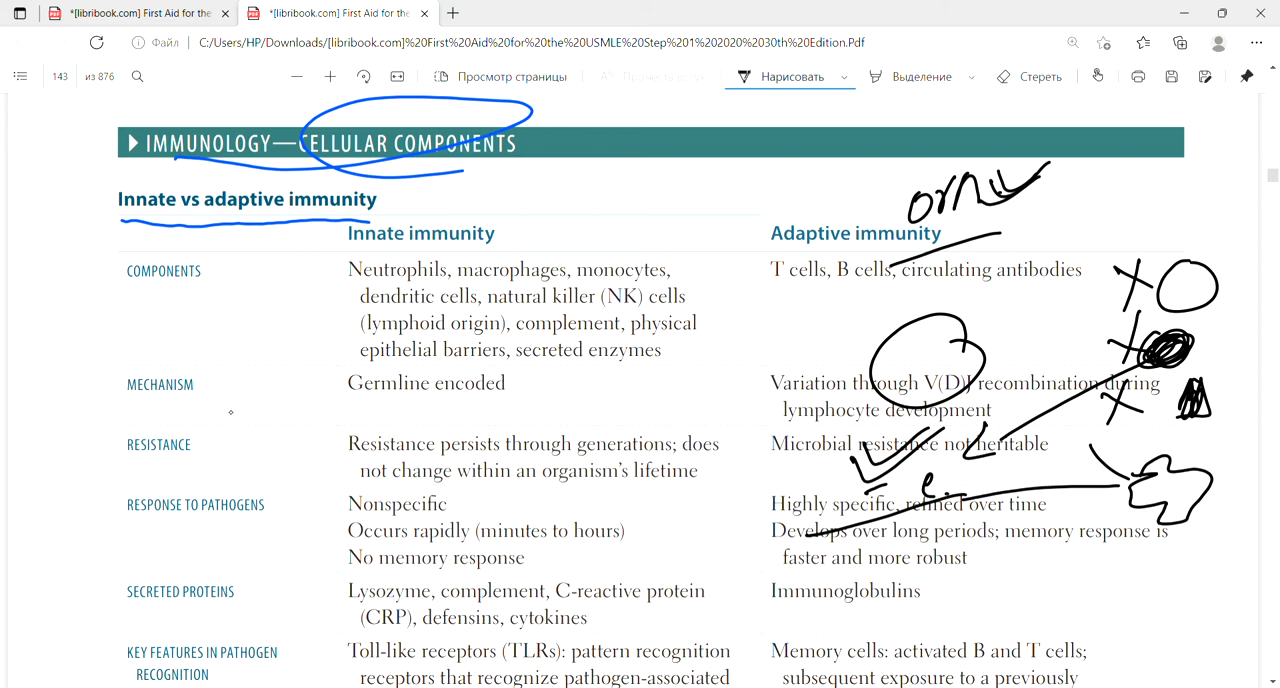 *[libribook.com] First Aid for the
*[libribook.com] First Aid for the
Файл
C:/Users/HP/Downloads/[libribook.com]%20First%20Aid%20for%20the%20USMLE%20Step%201%202020%2030th%20Edition.Pdf
143 из 876
Просмотр страницы
Прочесть вслух
Нарисовать
Выделение
Стереть
IMMUNOLOGY—CELLULAR COMPONENTS
Innate vs adaptive immunity
Innate immunity
Adaptive immunity
COMPONENTS
Neutrophils, macrophages, monocytes,
dendritic cells, natural killer (NK) cells
(lymphoid origin), complement, physical
epithelial barriers, secreted enzymes
T cells, B cells, circulating antibodies
MECHANISM
Germline encoded
Variation through V(D)J recombination during
lymphocyte development
RESISTANCE
Resistance persists through generations; does
not change within an organism's lifetime
Microbial resistance not heritable
RESPONSE TO PATHOGENS
Nonspecific
Occurs rapidly (minutes to hours)
No memory response
Highly specific, refined over time
Develops over long periods; memory response is
faster and more robust
SECRETED PROTEINS
Lysozyme, complement, C-reactive protein
(CRP), defensins, cytokines
Immunoglobulins
KEY FEATURES IN PATHOGEN
RECOGNITION
Toll-like receptors (TLRs): pattern recognition
receptors that recognize pathogen-associated
Memory cells: activated B and T cells;
subsequent exposure to a previously